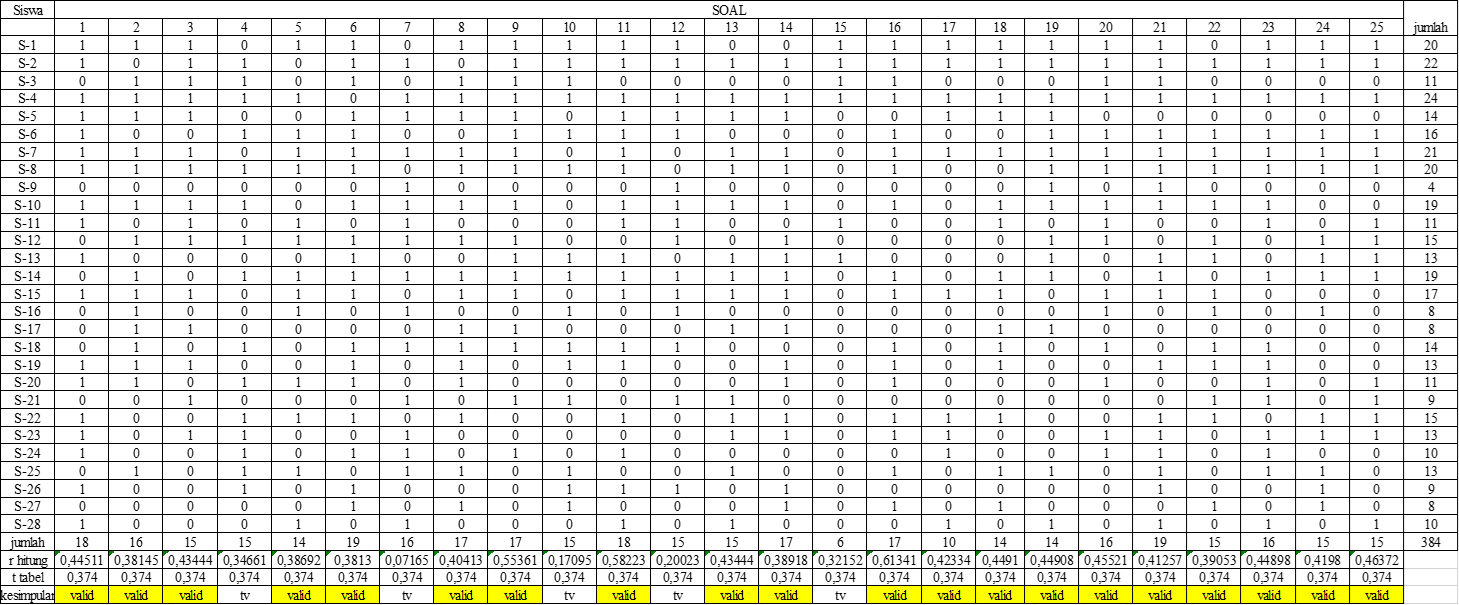 Siswa SOAL jumlah
1 2 3 4 5 6 7 8 9 10 11 12 13 14 15 16 17 18 19 20 21 22 23 24 25
S-1 1 1 1 0 1 1 0 1 1 1 1 1 0 0 1 1 1 1 1 1 1 0 1 1 1 20
S-2 1 0 1 1 0 1 1 0 1 1 1 1 1 1 1 1 1 1 1 1 1 1 1 1 1 22
S-3 0 1 1 1 0 1 0 1 1 1 0 0 0 0 1 1 0 0 0 1 1 0 0 0 0 11
S-4 1 1 1 1 1 0 1 1 1 1 1 1 1 1 1 1 1 1 1 1 1 1 1 1 1 24
S-5 1 1 1 0 0 1 1 1 1 0 1 1 1 1 0 0 1 1 1 0 0 0 0 0 0 14
S-6 1 0 0 1 1 1 0 0 1 1 1 1 0 0 0 1 0 0 1 1 1 1 1 1 1 16
S-7 1 1 1 0 1 1 1 1 1 0 1 0 1 1 0 1 1 1 1 1 1 1 1 1 1 21
S-8 1 1 1 1 1 1 0 1 1 1 1 0 1 1 0 1 0 0 1 1 1 1 1 1 1 20
S-9 0 0 0 0 0 0 1 0 0 0 0 1 0 0 0 0 0 0 1 0 1 0 0 0 0 4
S-10 1 1 1 1 0 1 1 1 1 0 1 1 1 1 0 1 0 1 1 1 1 1 1 0 0 19
S-11 1 0 1 0 1 0 1 0 0 0 1 1 0 0 1 0 0 1 0 1 0 0 1 0 1 11
S-12 0 1 1 1 1 1 1 1 1 0 0 1 0 1 0 0 0 0 1 1 0 1 0 1 1 15
S-13 1 0 0 0 0 1 0 0 1 1 1 0 1 1 1 0 0 0 1 0 1 1 0 1 1 13
S-14 0 1 0 1 1 1 1 1 1 1 1 1 1 1 0 1 0 1 1 0 1 0 1 1 1 19
S-15 1 1 1 0 1 1 0 1 1 0 1 1 1 1 0 1 1 1 0 1 1 1 0 0 0 17
S-16 0 1 0 0 1 0 1 0 0 1 0 1 0 0 0 0 0 0 0 1 0 1 0 1 0 8
S-17 0 1 0 0 0 0 0 1 1 0 0 0 1 1 0 0 0 1 1 0 0 0 1 0 0 8
S-18 0 1 0 1 0 1 1 1 1 1 1 1 0 0 0 1 0 1 0 1 0 1 1 0 0 14
S-19 1 1 1 0 0 1 0 1 0 1 1 0 0 1 0 1 0 1 0 0 1 1 1 0 0 13
S-20 1 1 0 1 1 1 0 1 0 0 0 0 0 1 0 1 0 0 0 1 0 0 1 0 1 11
S-21 0 0 1 0 0 0 1 0 1 1 0 1 1 0 0 0 0 0 0 0 0 1 1 0 1 9
S-22 1 0 0 1 1 1 0 1 0 0 1 0 1 1 0 1 1 1 0 0 1 1 0 1 1 15
S-23 1 0 1 1 0 0 1 0 0 0 0 0 1 1 0 1 1 0 0 1 1 0 1 1 1 13
S-24 1 0 0 1 0 1 1 0 1 0 1 0 0 0 0 0 1 0 0 1 1 0 1 0 0 10
S-25 0 1 0 1 1 0 1 1 0 1 0 0 1 0 0 1 0 1 1 0 1 0 1 0 0 13
S-26 1 0 0 1 0 1 0 0 0 1 1 1 0 1 0 0 0 0 0 0 1 0 0 1 0 9
S-27 0 0 0 0 0 1 0 1 0 0 0 0 0 1 0 1 0 1 0 0 0 1 0 1 0 8
S-28 1 0 0 0 1 0 1 0 0 0 1 0 1 0 0 0 1 0 1 0 1 0 1 0 1 10
jumlah 18 16 15 15 14 19 16 17 17 15 18 15 15 17 6 17 10 14 14 16 19 15 16 15 15 384
r hitung 0,44511 0,38145 0,43444 0,34661 0,38692 0,3813 0,07165 0,40413 0,55361 0,17095 0,58223 0,20023 0,43444 0,38918 0,32152 0,61341 0,42334 0,4491 0,44908 0,45521 0,41257 0,39053 0,44898 0,4198 0,46372
t tabel 0,374 0,374 0,374 0,374 0,374 0,374 0,374 0,374 0,374 0,374 0,374 0,374 0,374 0,374 0,374 0,374 0,374 0,374 0,374 0,374 0,374 0,374 0,374 0,374 0,374
kesimpulan valid valid valid tv valid valid tv valid valid tv valid tv valid valid tv valid valid valid valid valid valid valid valid valid valid